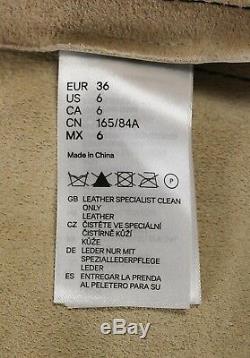 EUR 36
US 6
CA 6
CN 165/84A
MX 6
Made in China
P
GB LEATHER SPECIALIST CLEAN
ONLY
LEATHER
CZ ČISTĚTE VE SPECIÁLNÍ
ČISTÍRNĚ KŮŽÍ
KŮŽE
DE LEDER NUR MIT
SPEZIALLEDERPFLEGE
LEDER
ES ENTREGAR LA PRENDA
AL PELETERO PARA SU